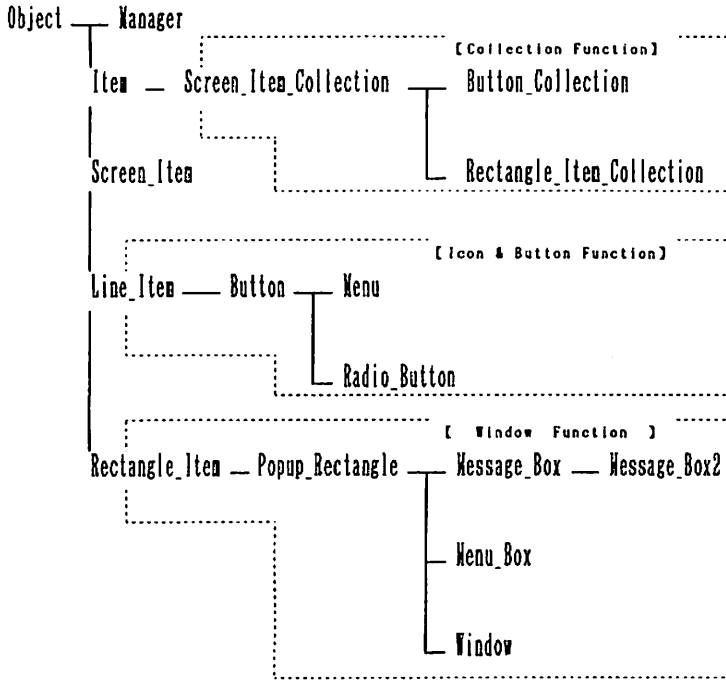 Object Manager
[Collection Function]
Item Screen_Item_Collection Button_Collection
Screen_Item Rectangle_Item_Collection
[Icon & Button Function]
Line_Item Button Menu
Radio_Button
[ Window Function ]
Rectangle_Item Popup_Rectangle Message_Box Message_Box2
Menu_Box
Window